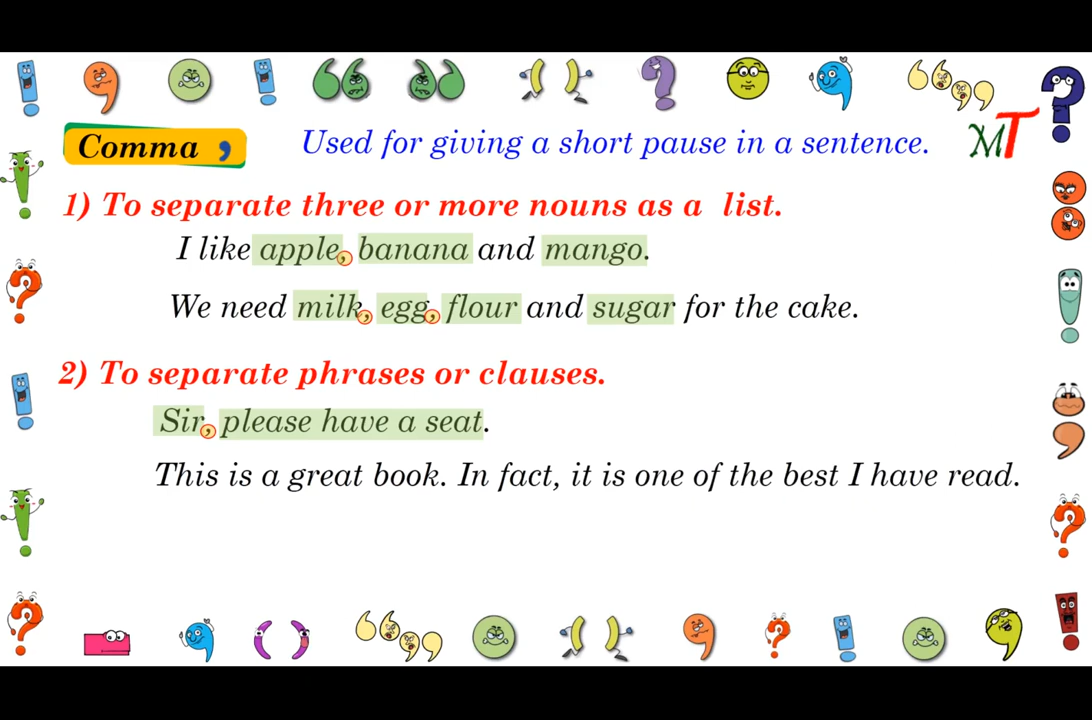 Comma , Used for giving a short pause in a sentence. MT
1) To separate three or more nouns as a list.
I like apple, banana and mango.
We need milk, egg, flour and sugar for the cake.
2) To separate phrases or clauses.
Sir, please have a seat.
This is a great book. In fact, it is one of the best I have read.